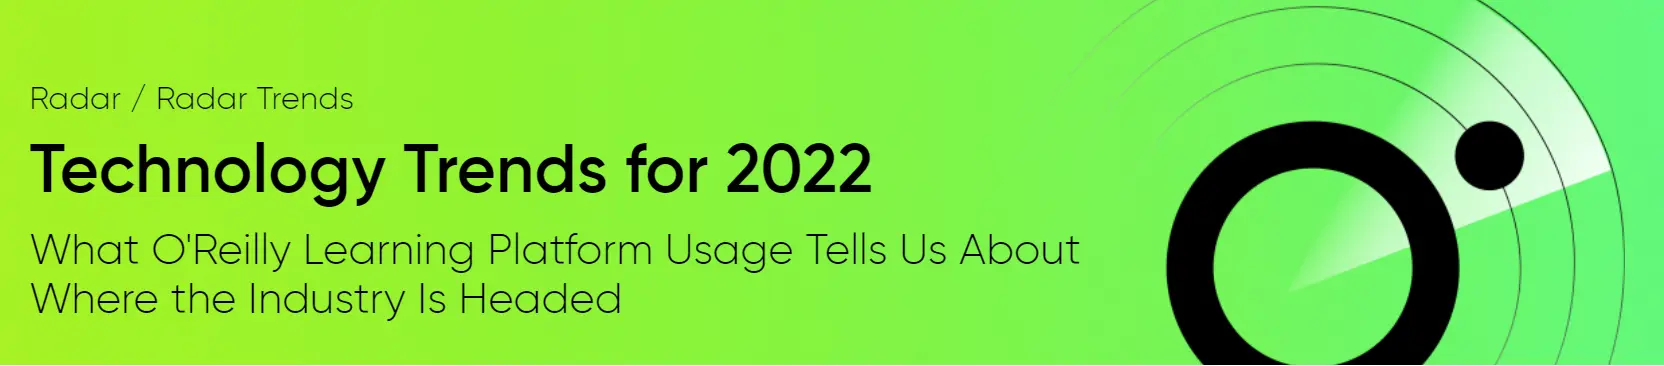 Radar / Radar Trends
Technology Trends for 2022
What O'Reilly Learning Platform Usage Tells Us About
Where the Industry Is Headed